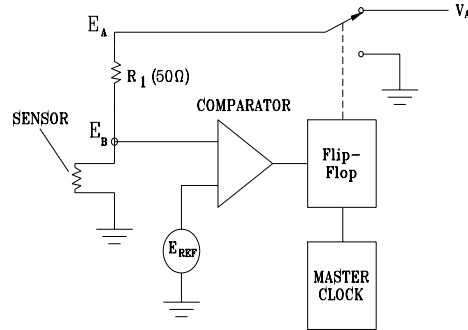 E_A
V_A
R_1 (50Ω)
COMPARATOR
SENSOR
E_B
Flip-
Flop
E_REF
MASTER
CLOCK